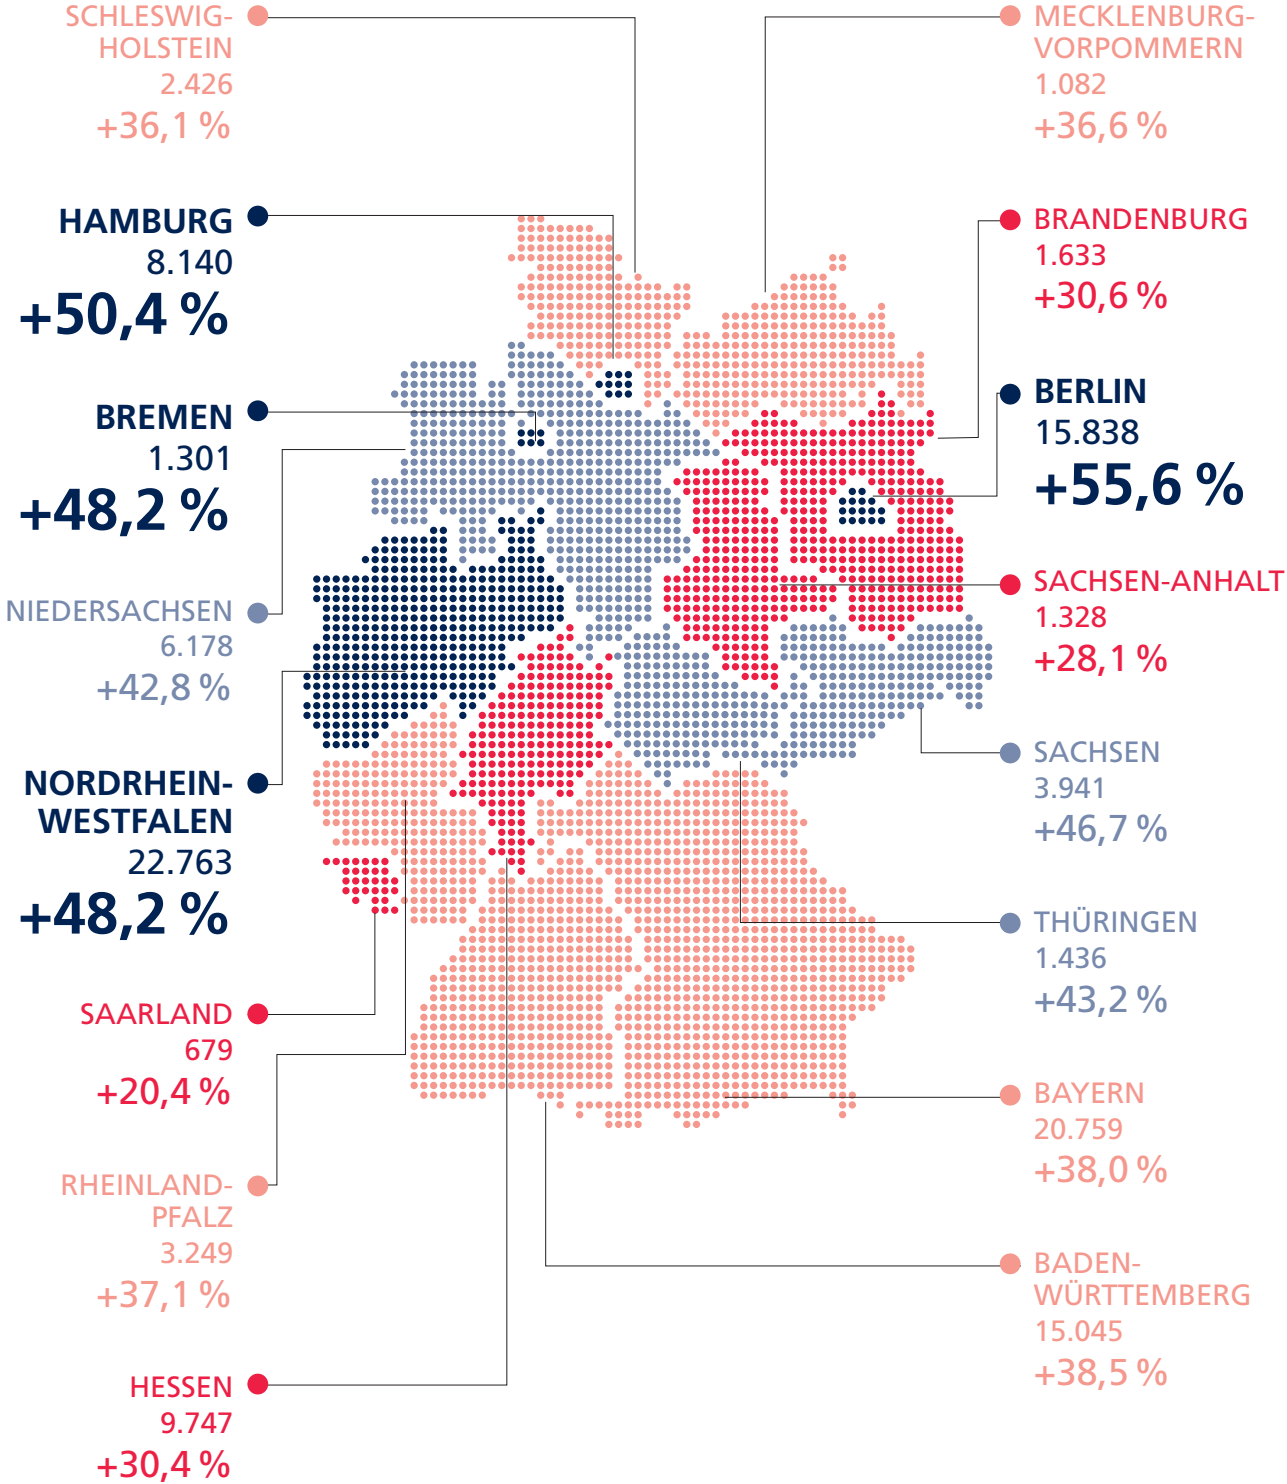 SCHLESWIG-
HOLSTEIN
2.426
+36,1 %
HAMBURG
8.140
+50,4 %
BREMEN
1.301
+48,2 %
NIEDERSACHSEN
6.178
+42,8 %
NORDRHEIN-
WESTFALEN
22.763
+48,2 %
SAARLAND
679
+20,4 %
RHEINLAND-
PFALZ
3.249
+37,1 %
HESSEN
9.747
+30,4 %
MECKLENBURG-
VORPOMMERN
1.082
+36,6 %
BRANDENBURG
1.633
+30,6 %
BERLIN
15.838
+55,6 %
SACHSEN-ANHALT
1.328
+28,1 %
SACHSEN
3.941
+46,7 %
THÜRINGEN
1.436
+43,2 %
BAYERN
20.759
+38,0 %
BADEN-
WÜRTTEMBERG
15.045
+38,5 %